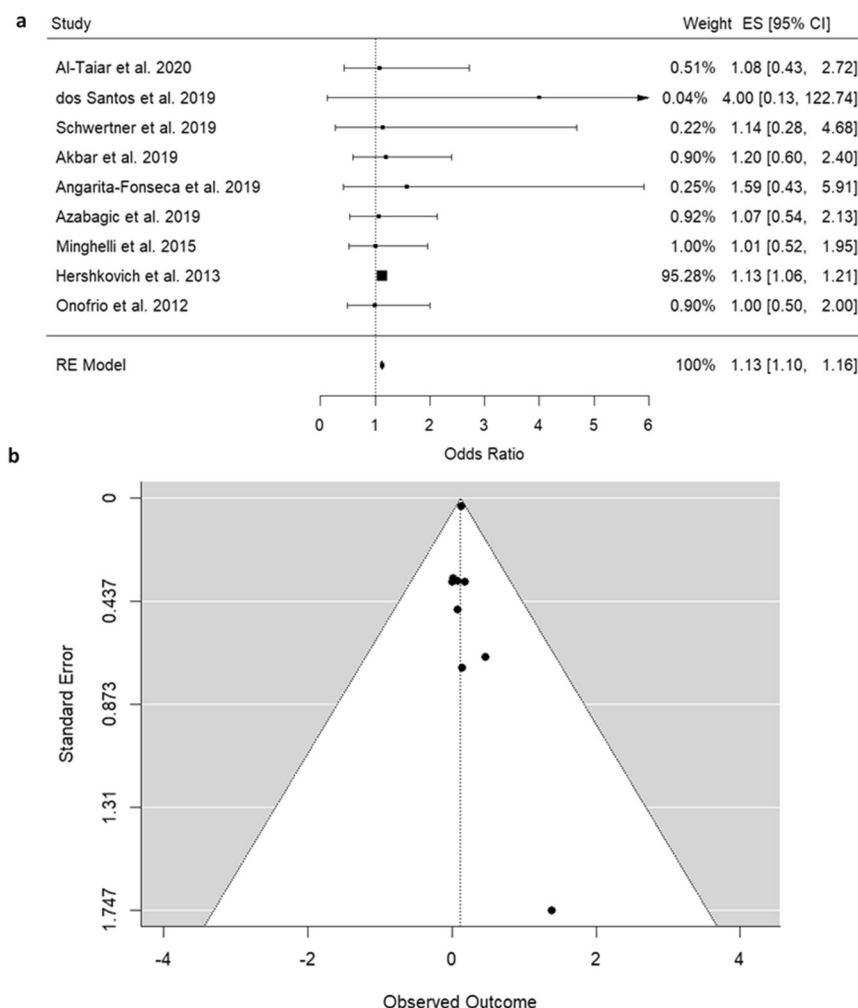 a
Study Weight ES [95% CI]
Al-Taiar et al. 2020 0.51% 1.08 [0.43, 2.72]
dos Santos et al. 2019 0.04% 4.00 [0.13, 122.74]
Schwertner et al. 2019 0.22% 1.14 [0.28, 4.68]
Akbar et al. 2019 0.90% 1.20 [0.60, 2.40]
Angarita-Fonseca et al. 2019 0.25% 1.59 [0.43, 5.91]
Azabagic et al. 2019 0.92% 1.07 [0.54, 2.13]
Minghelli et al. 2015 1.00% 1.01 [0.52, 1.95]
Hershkovich et al. 2013 95.28% 1.13 [1.06, 1.21]
Onofrio et al. 2012 0.90% 1.00 [0.50, 2.00]
RE Model 100% 1.13 [1.10, 1.16]
0 1 2 3 4 5 6
Odds Ratio
b
0
0.437
0.873
1.31
1.747
Standard Error
-4 -2 0 2 4
Observed Outcome